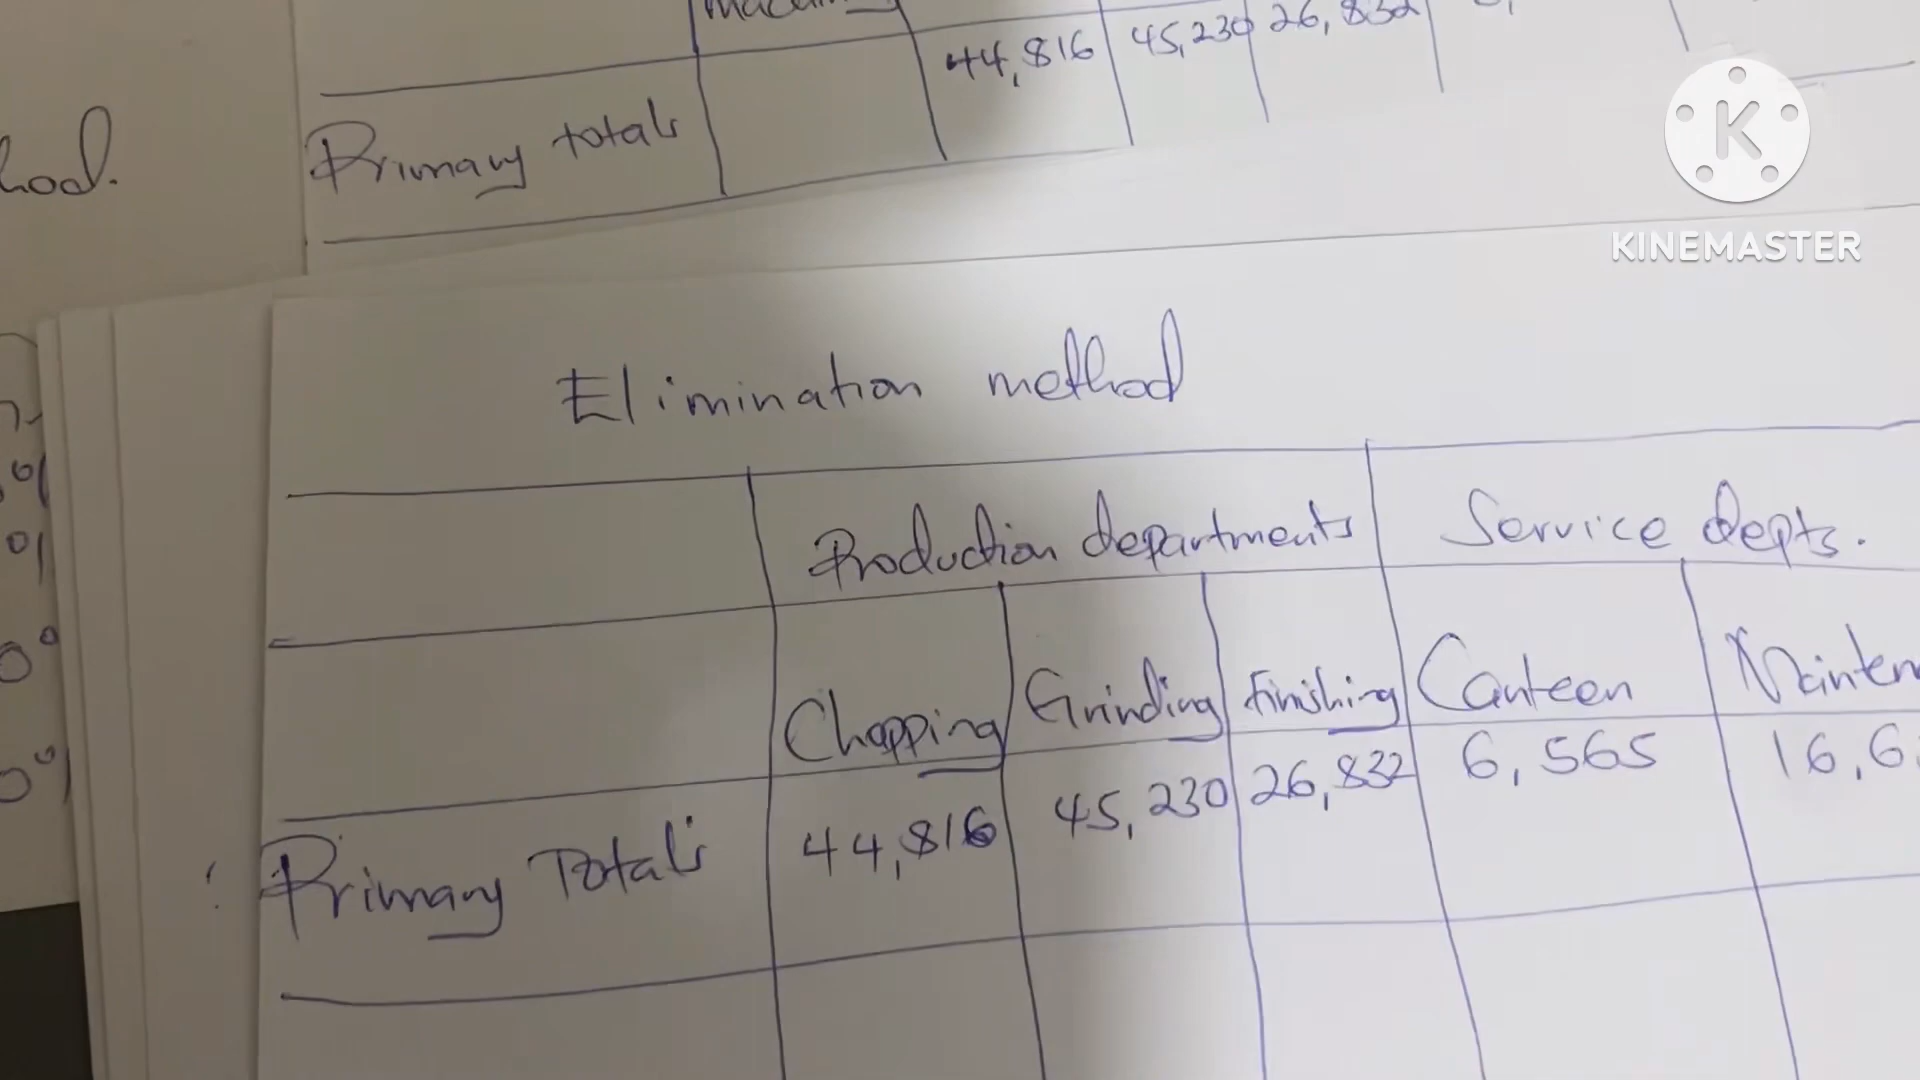 44,816 45,230 26,832
Primary totals
KINEMASTER
Elimination method
Production departments Service depts.
Chopping Grinding Finishing Canteen
Primary Totals 44,816 45,230 26,832 6,565